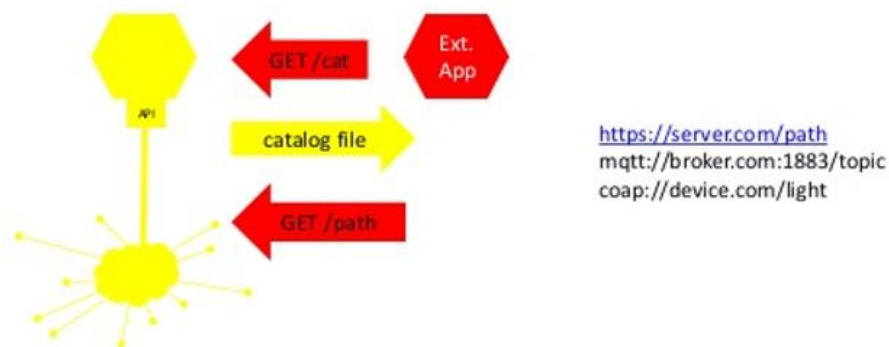 GET /cat
Ext.
App
API
catalog file
https://server.com/path
mqtt://broker.com:1883/topic
coap://device.com/light
GET /path